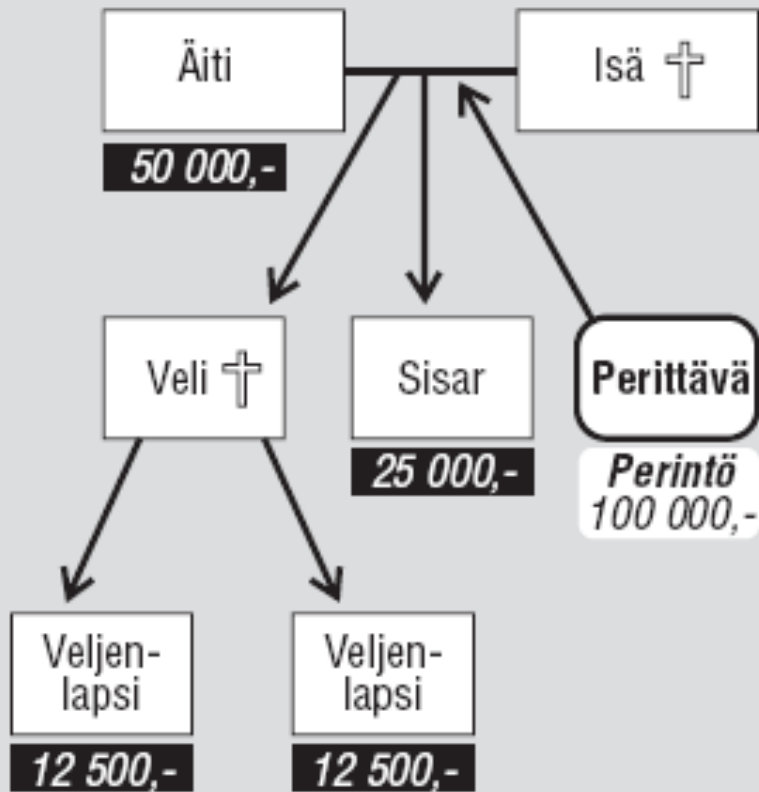 Äiti
Isä
50 000,-
Veli
Sisar
Perittävä
25 000,-
Perintö
100 000,-
Veljen-
lapsi
Veljen-
lapsi
12 500,-
12 500,-